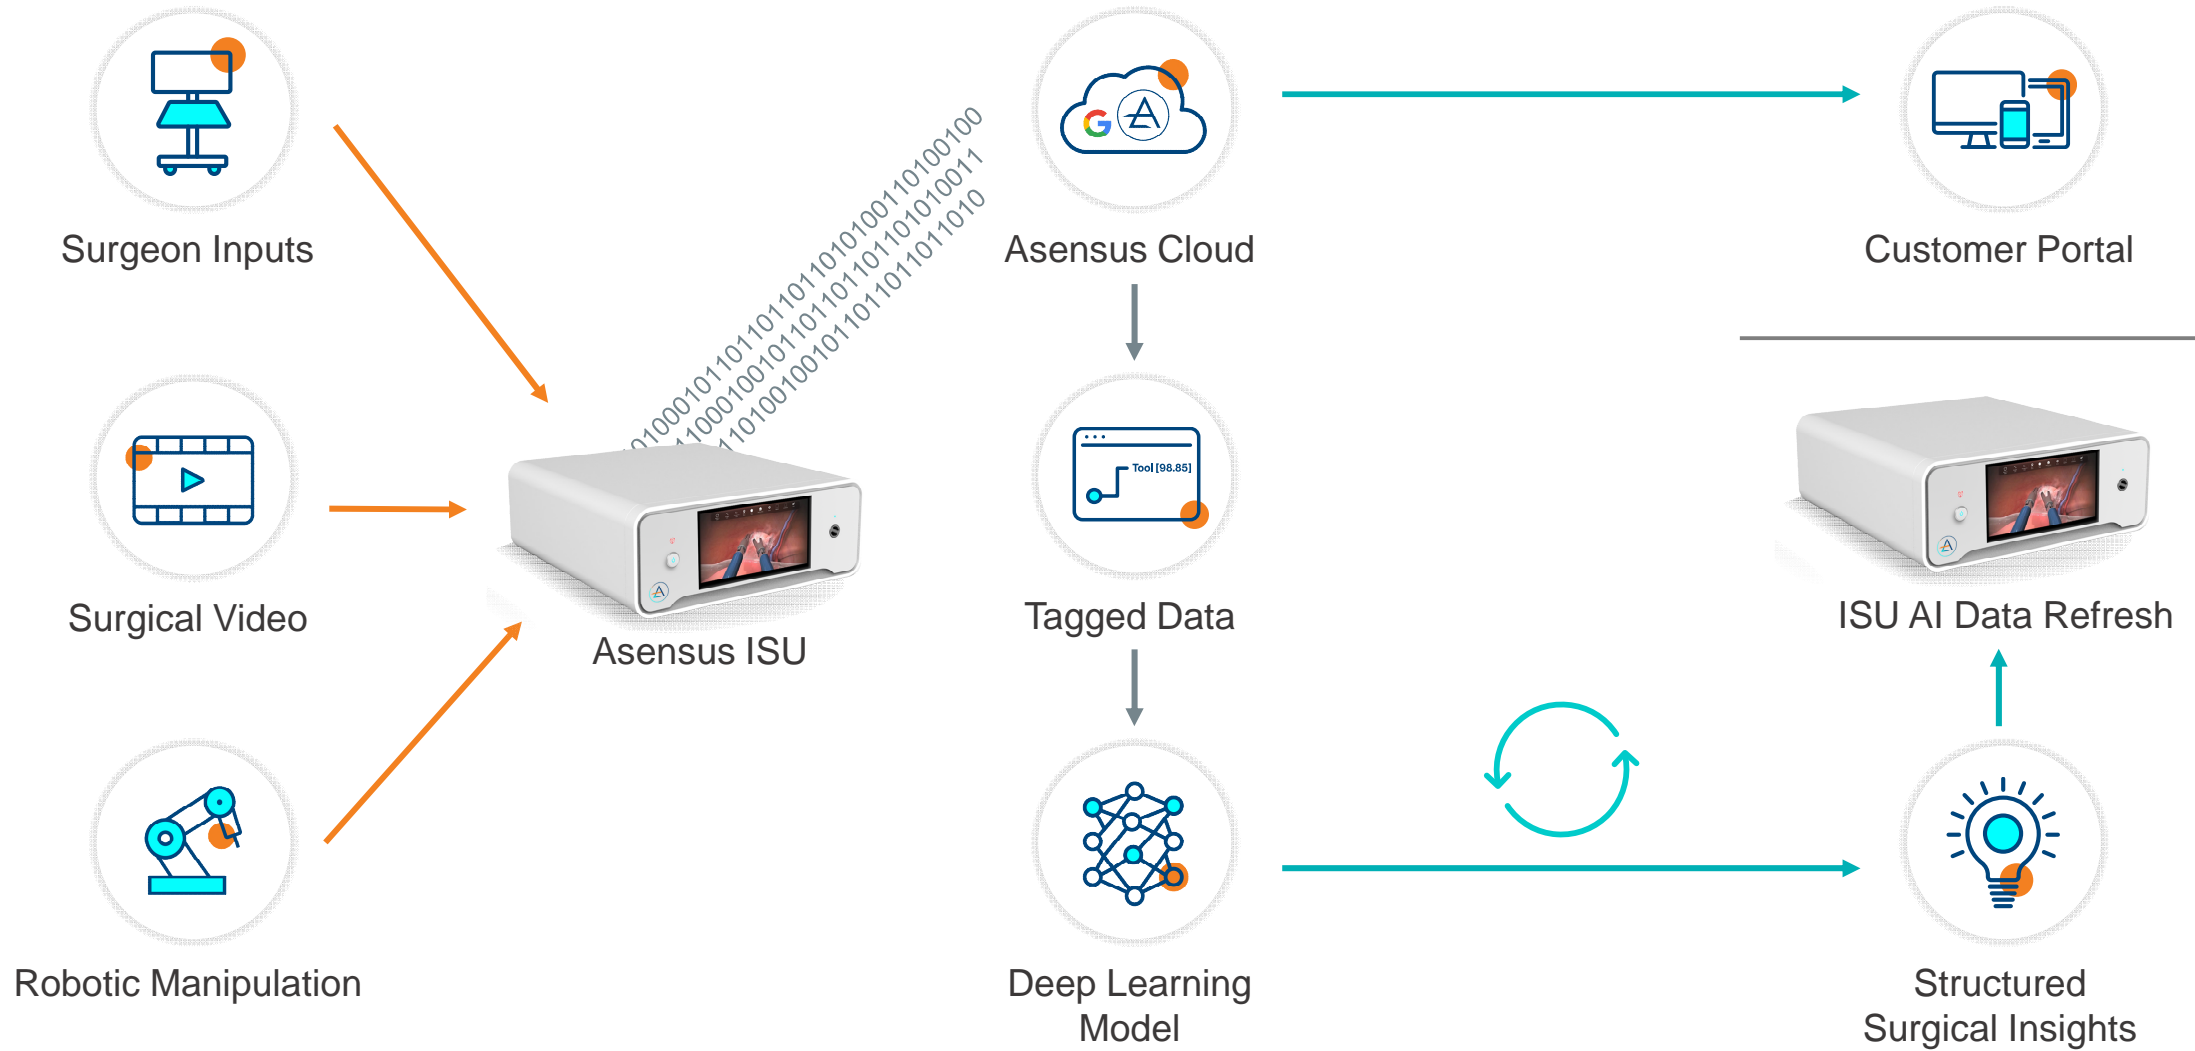 Surgeon Inputs
Asensus Cloud
Customer Portal
Surgical Video
Asensus ISU
Tool [98.85]
Tagged Data
ISU AI Data Refresh
Robotic Manipulation
Deep Learning
Model
Structured
Surgical Insights